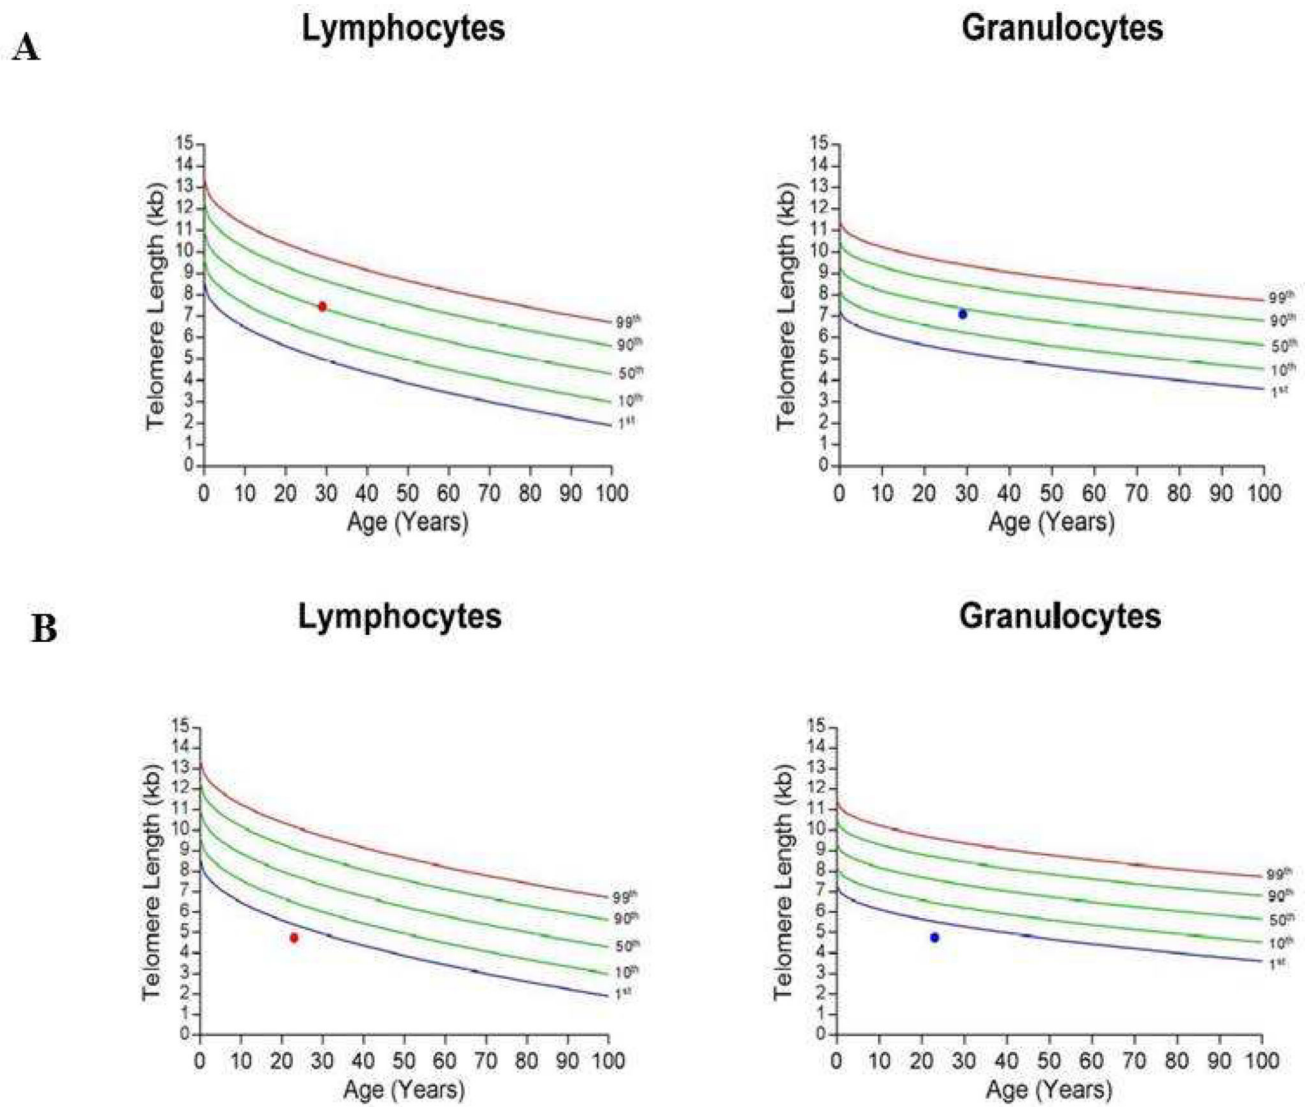 A
Lymphocytes
Granulocytes
Telomere Length (kb)
15
14
13
12
11
10
9
8
7
6
5
4
3
2
1
0
99th
90th
50th
10th
1st
0 10 20 30 40 50 60 70 80 90 100
Age (Years)
Telomere Length (kb)
15
14
13
12
11
10
9
8
7
6
5
4
3
2
1
0
99th
90th
50th
10th
1st
0 10 20 30 40 50 60 70 80 90 100
Age (Years)
B
Lymphocytes
Granulocytes
Telomere Length (kb)
15
14
13
12
11
10
9
8
7
6
5
4
3
2
1
0
99th
90th
50th
10th
1st
0 10 20 30 40 50 60 70 80 90 100
Age (Years)
Telomere Length (kb)
15
14
13
12
11
10
9
8
7
6
5
4
3
2
1
0
99th
90th
50th
10th
1st
0 10 20 30 40 50 60 70 80 90 100
Age (Years)